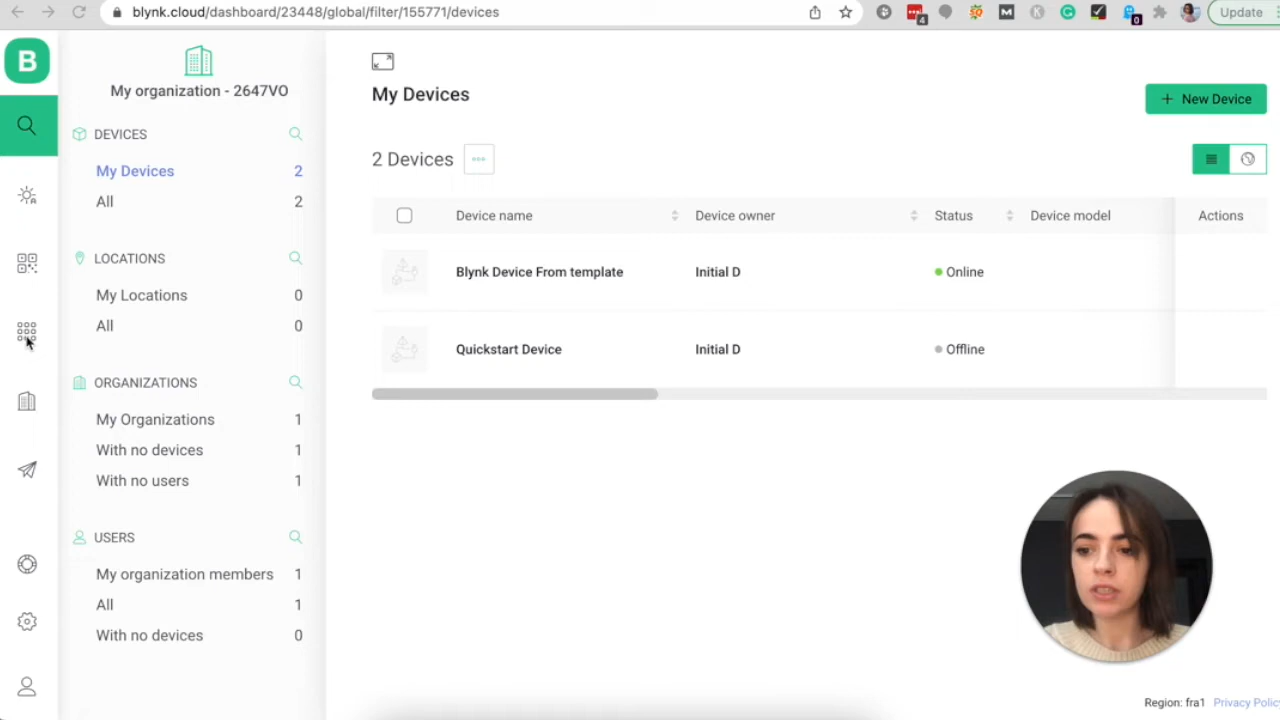 blynk.cloud/dashboard/23448/global/filter/155771/devices
4
0
Update
B
My organization - 2647VO
My Devices
New Device
DEVICES
My Devices 2
All 2
2 Devices
Device name Device owner Status Device model Actions
LOCATIONS
Blynk Device From template Initial D Online
My Locations 0
All 0
Quickstart Device Initial D Offline
ORGANIZATIONS
My Organizations 1
With no devices 1
With no users 1
USERS
My organization members 1
All 1
With no devices 0
Region: fra1 Privacy Polic